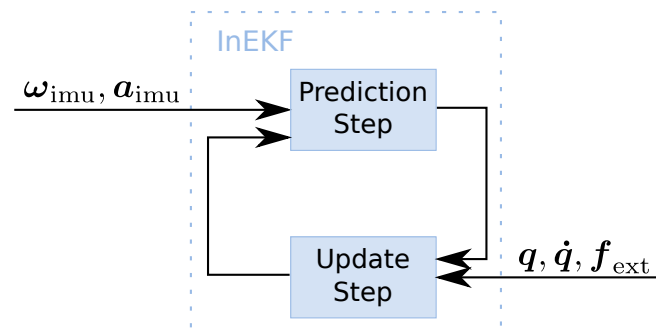 InEKF
ω_imu, a_imu
Prediction
Step
Update
Step
q, q̇, f_ext